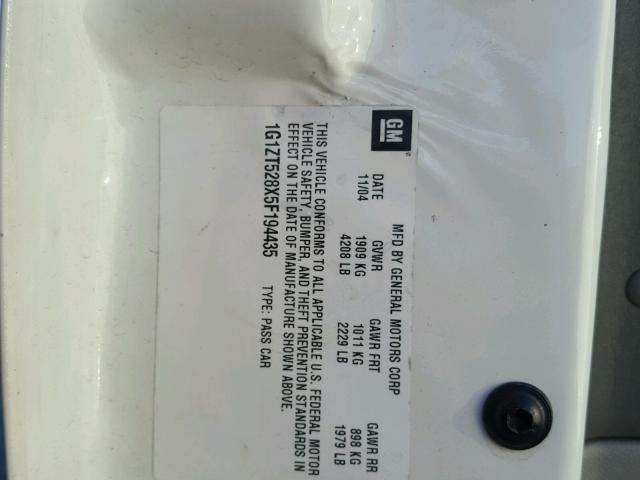 GM
MFD BY GENERAL MOTORS CORP
DATE GVWR GAWR FRT GAWR RR
11/04 1909 KG 1011 KG 898 KG
4208 LB 2229 LB 1979 LB
THIS VEHICLE CONFORMS TO ALL APPLICABLE U.S. FEDERAL MOTOR
VEHICLE SAFETY, BUMPER, AND THEFT PREVENTION STANDARDS IN
EFFECT ON THE DATE OF MANUFACTURE SHOWN ABOVE.
1G1ZT528X5F194435 TYPE: PASS CAR